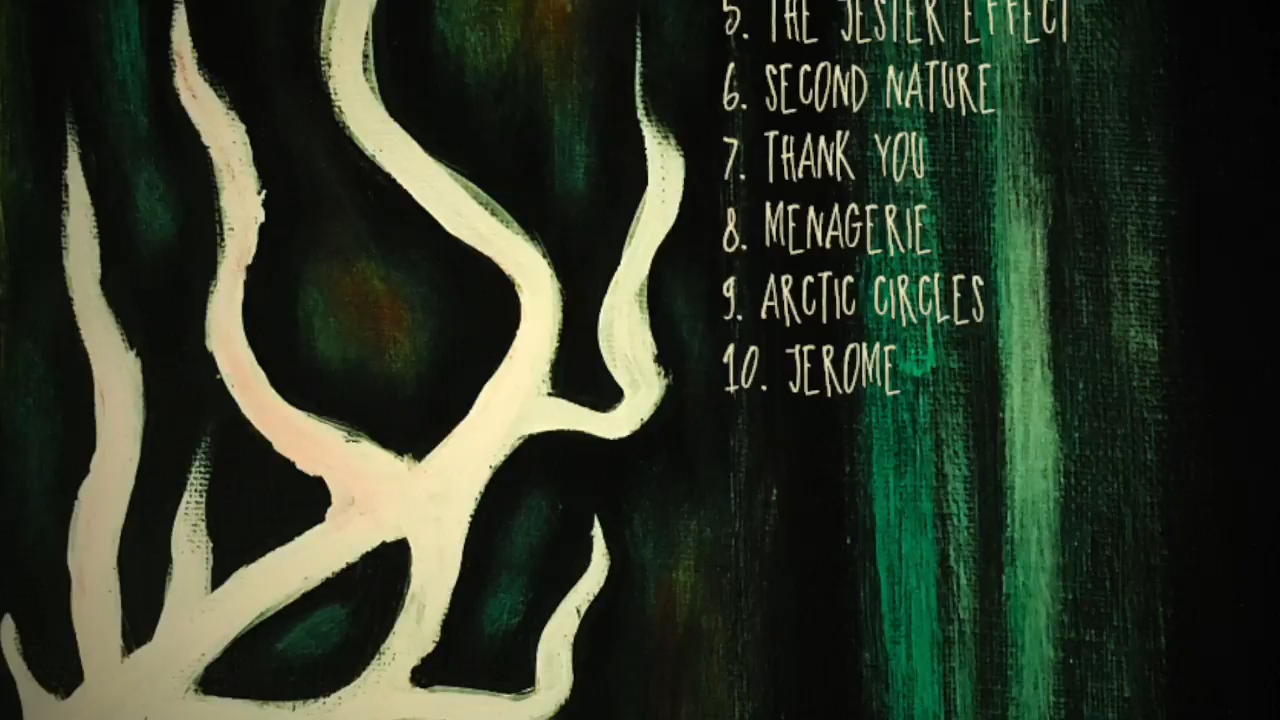 5. THE JESTER EFFECT
6. SECOND NATURE
7. THANK YOU
8. MENAGERIE
9. ARCTIC CIRCLES
10. JEROME